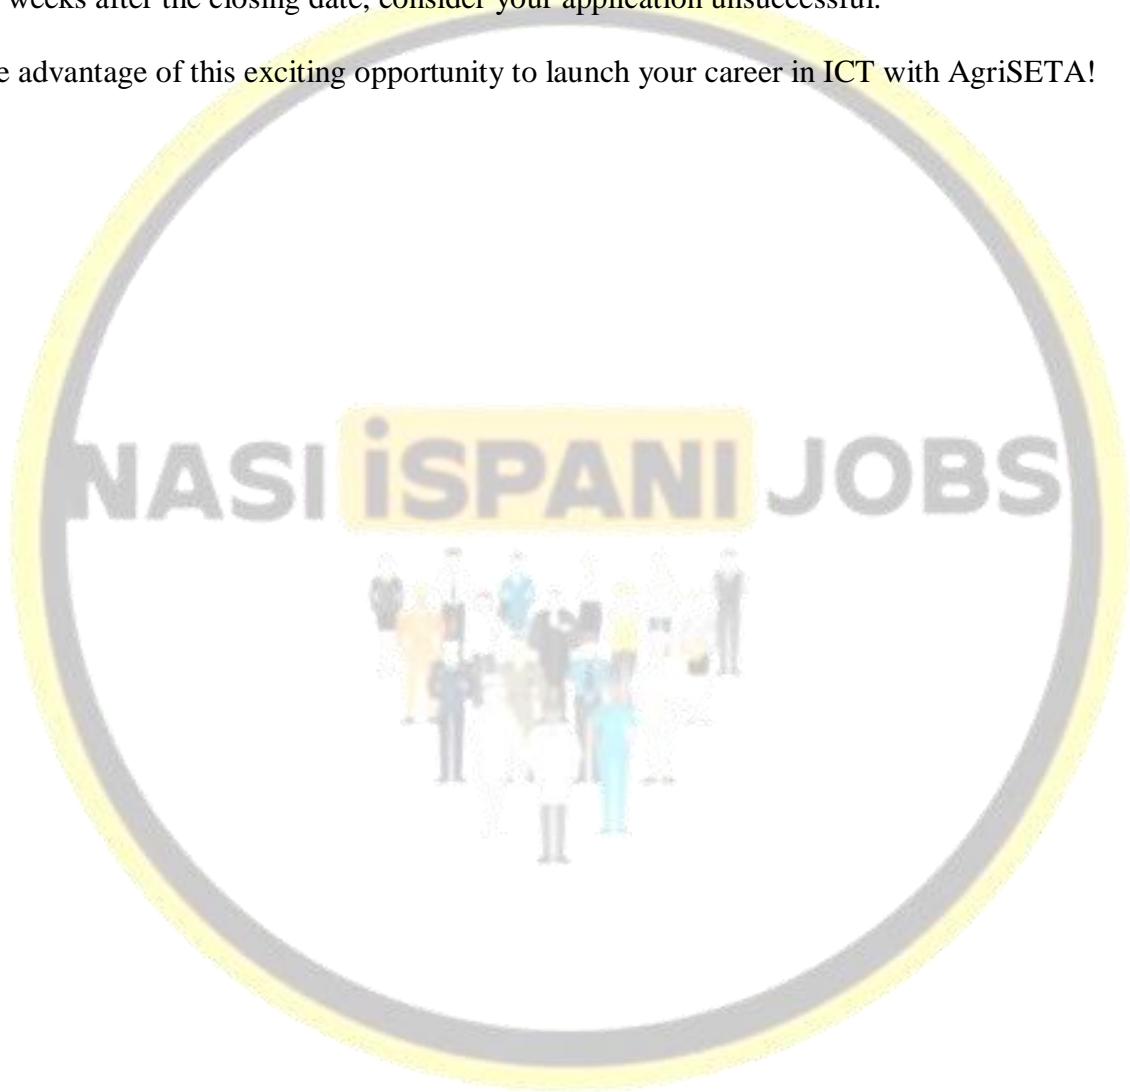 weeks after the closing date, consider your application unsuccessful.
e advantage of this exciting opportunity to launch your career in ICT with AgriSETA!
NASI iSPANI JOBS